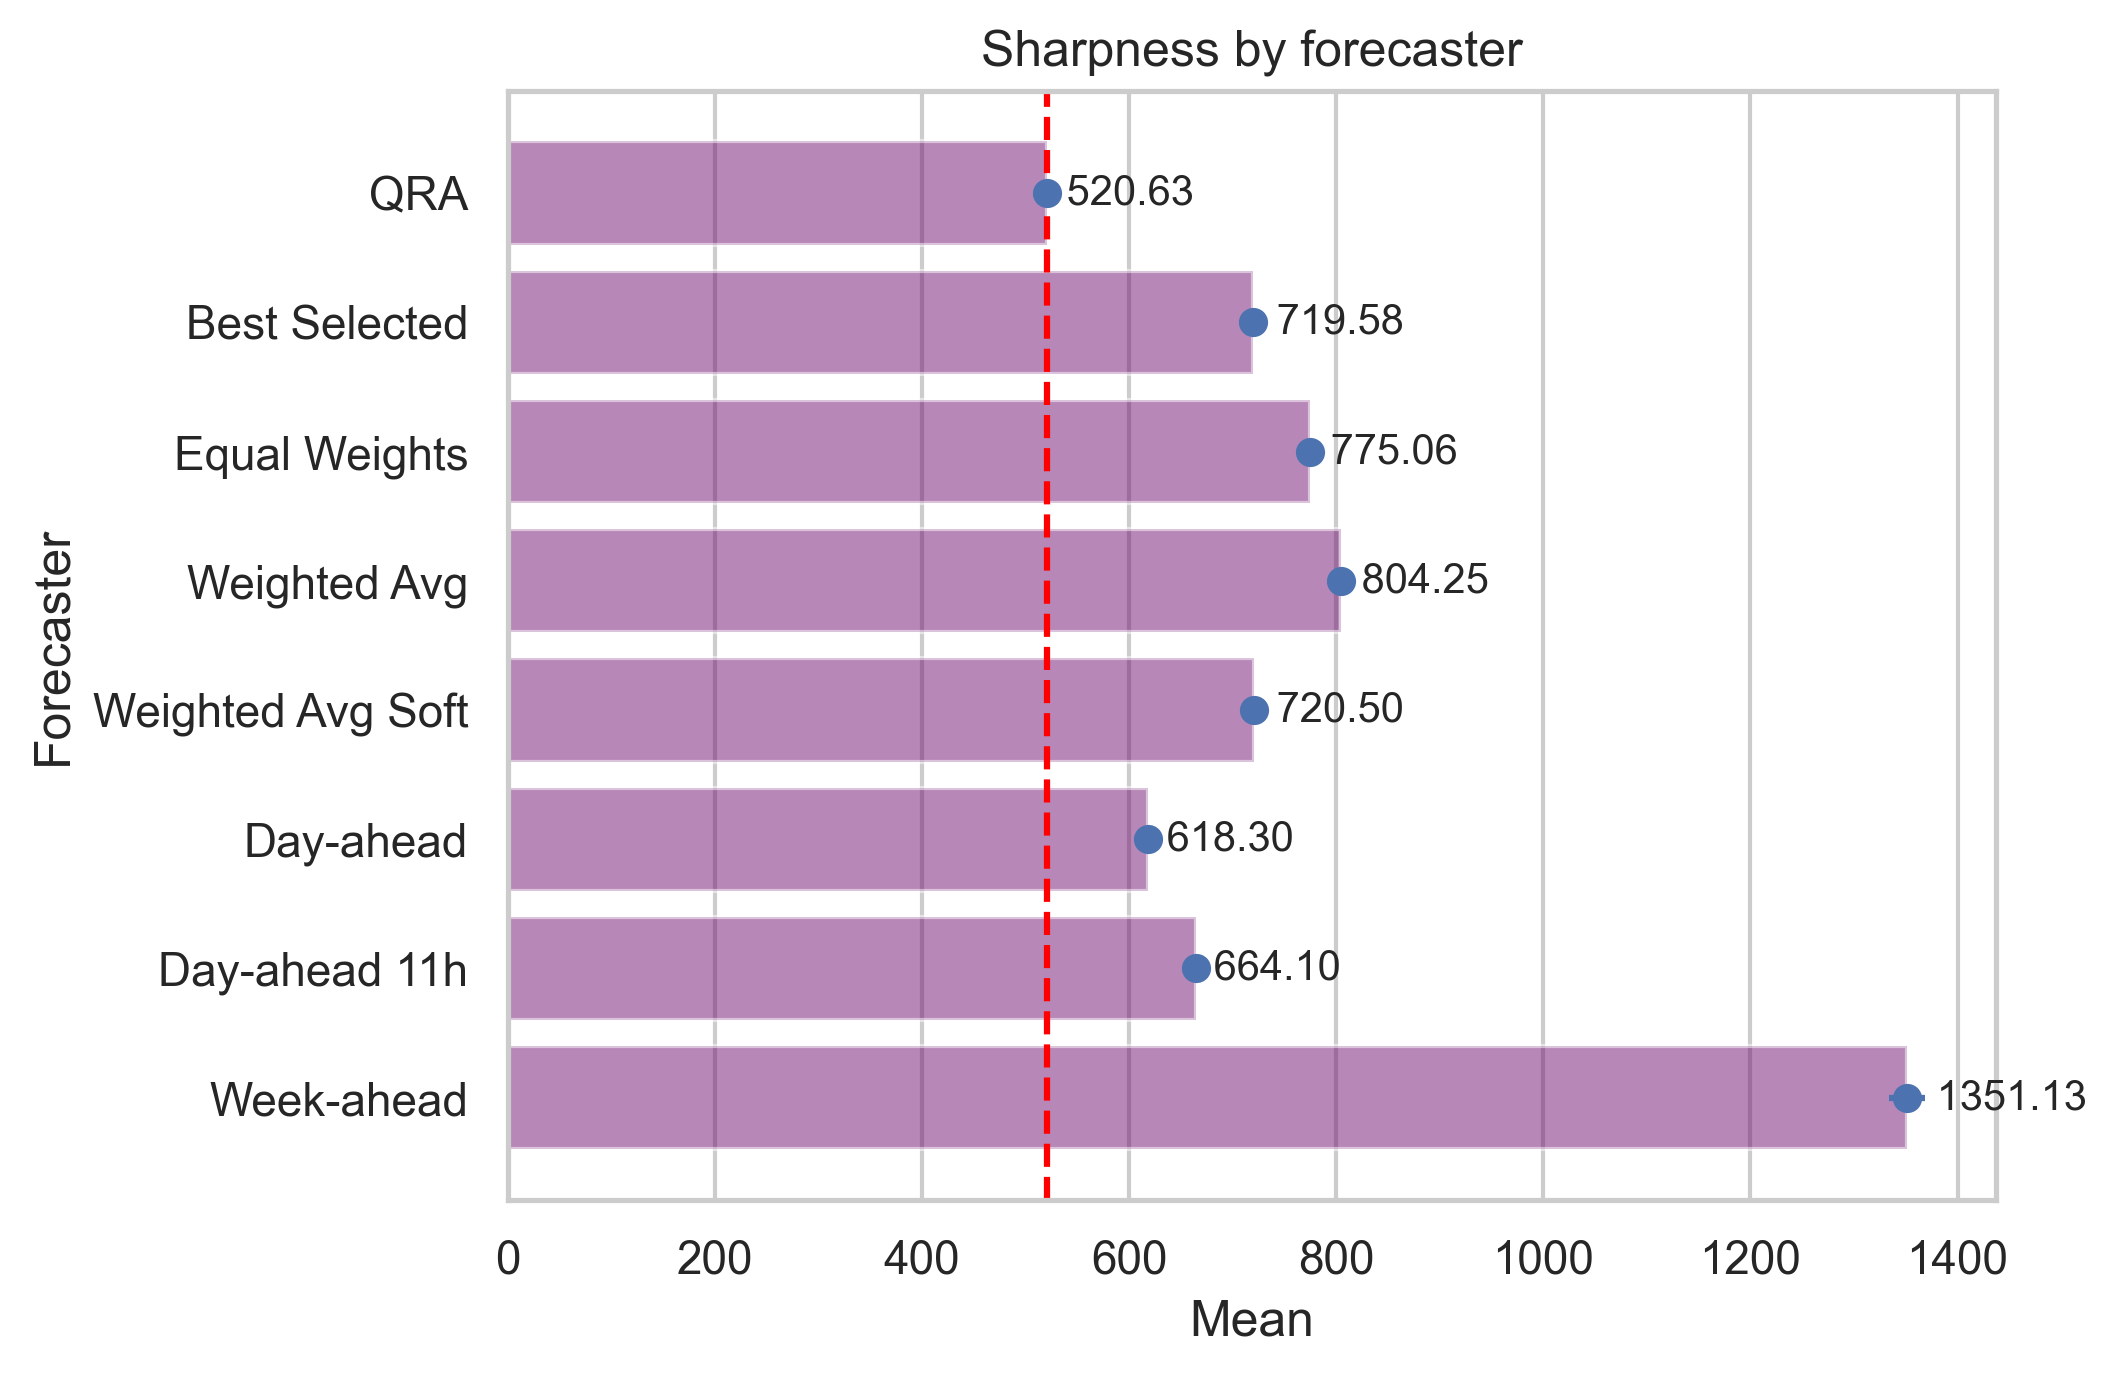 Sharpness by forecaster
QRA
520.63
Best Selected
719.58
Equal Weights
775.06
Weighted Avg
804.25
Weighted Avg Soft
720.50
Day-ahead
618.30
Day-ahead 11h
664.10
Week-ahead
1351.13
Forecaster
0 200 400 600 800 1000 1200 1400
Mean